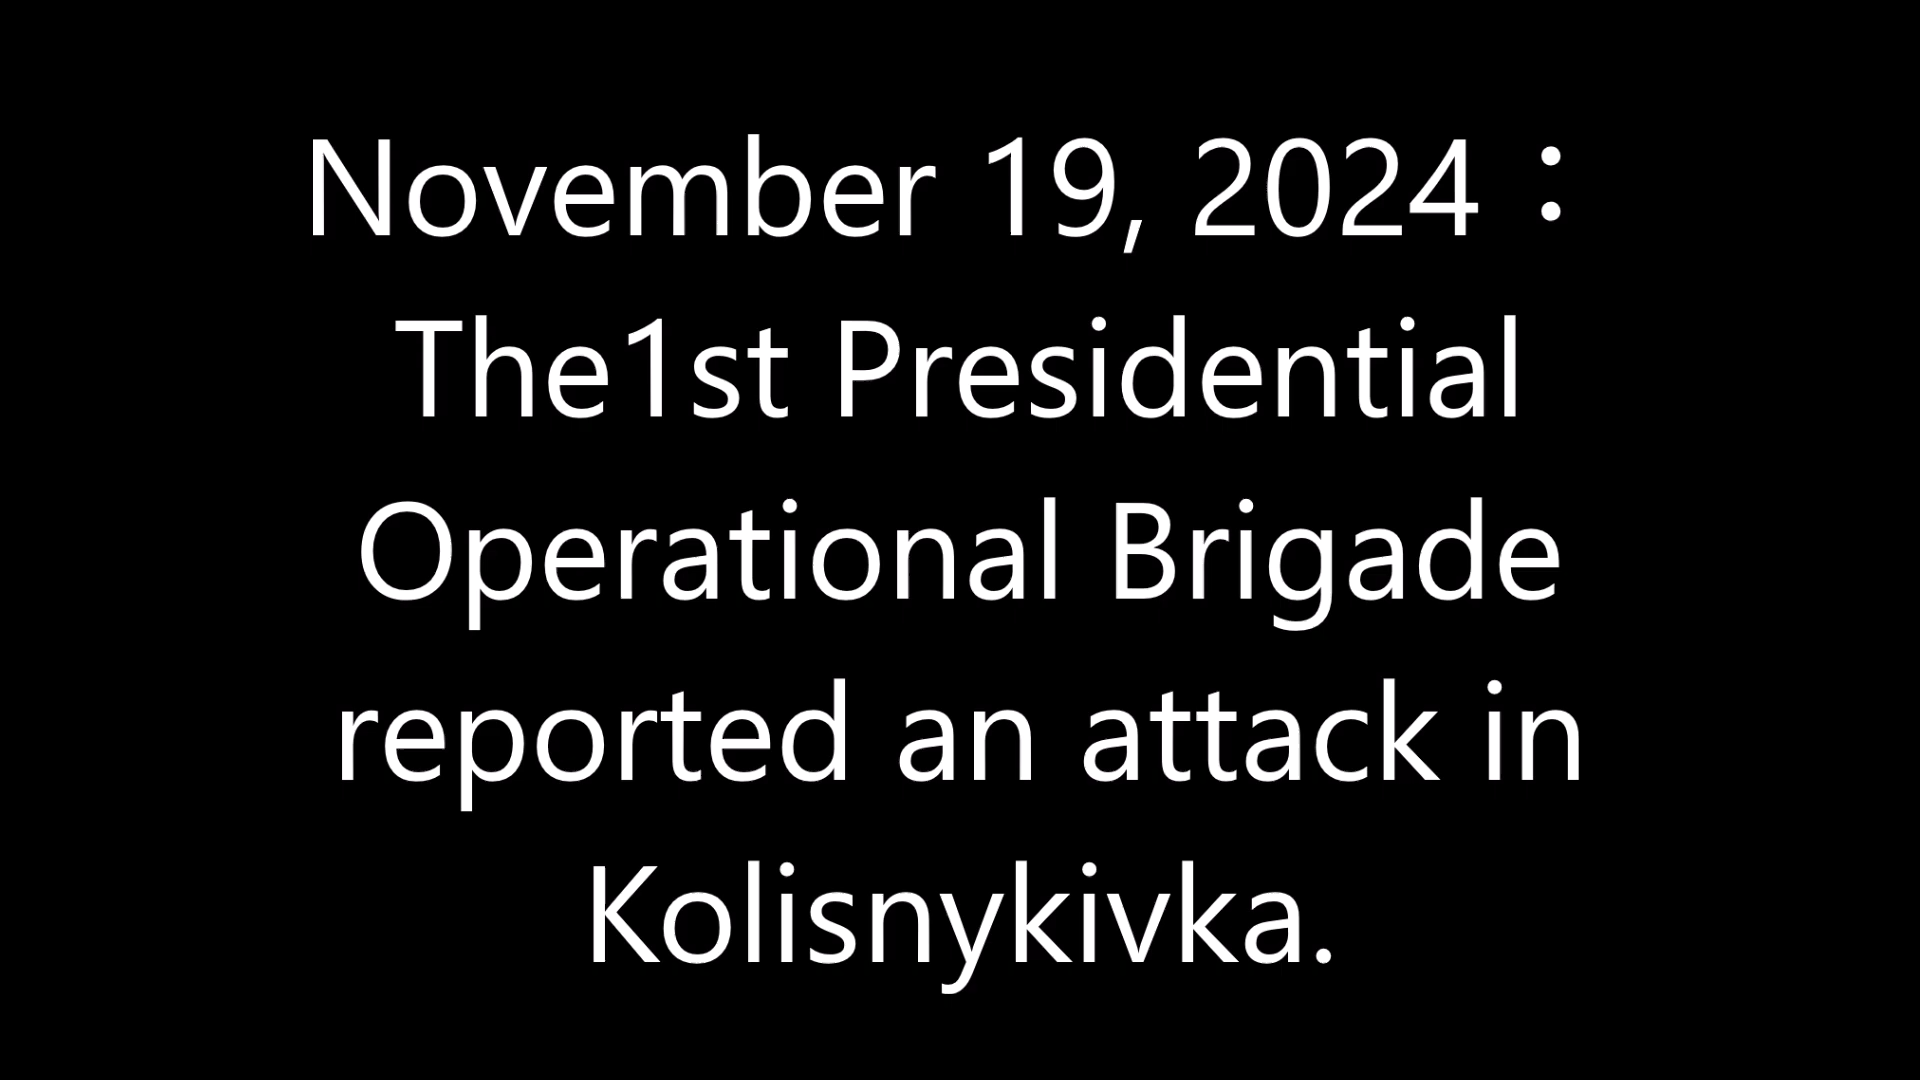 November 19, 2024：
The1st Presidential
Operational Brigade
reported an attack in
Kolisnykivka.